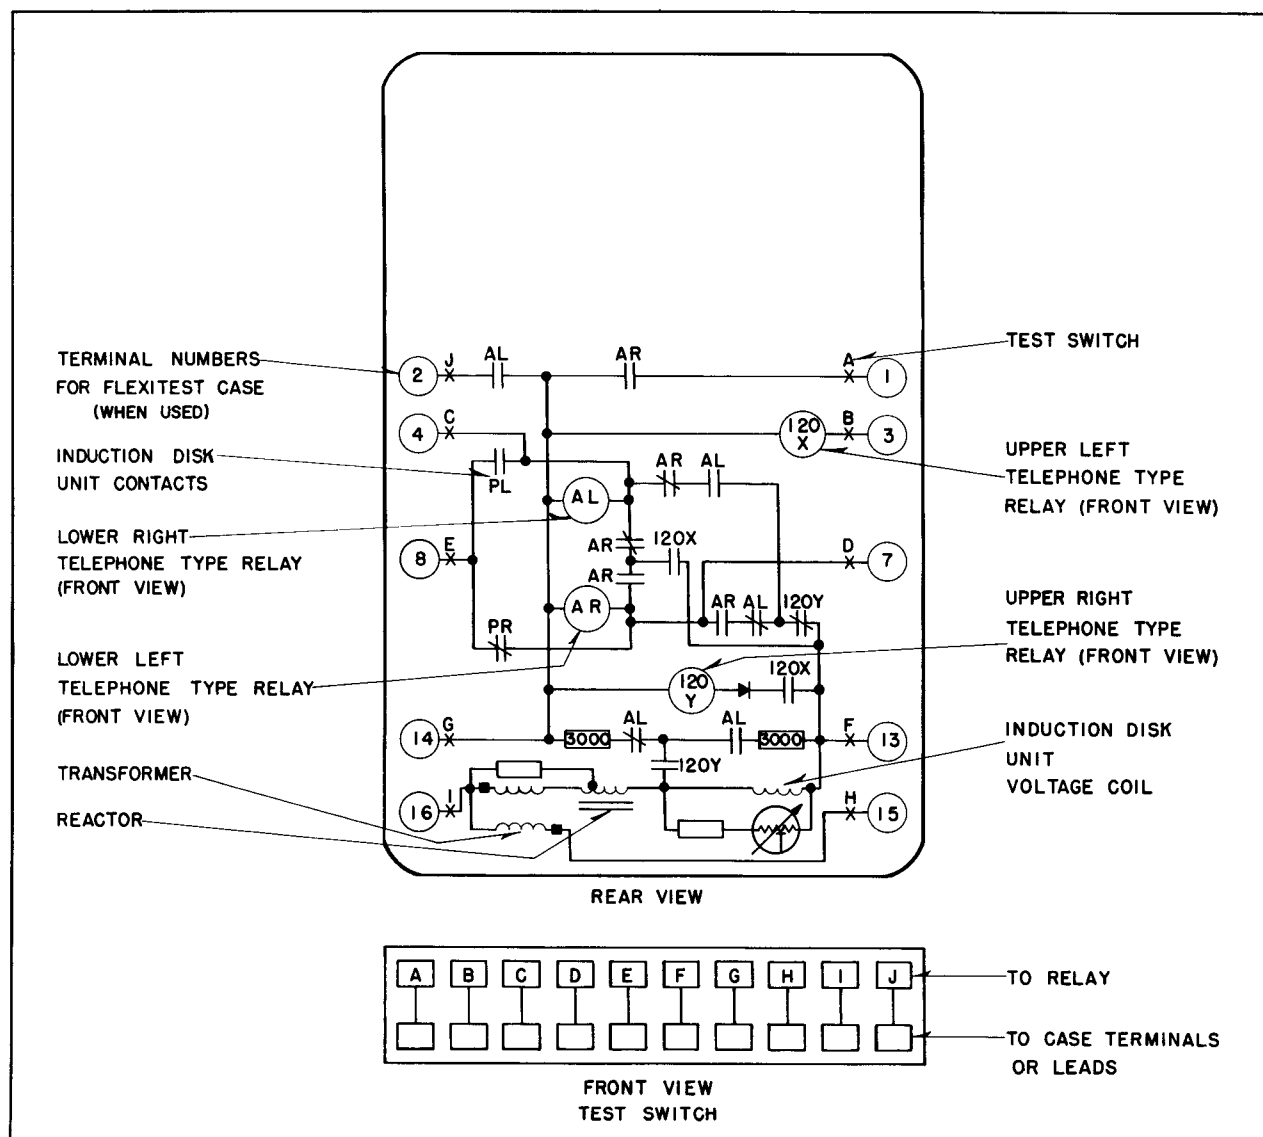 TERMINAL NUMBERS
FOR FLEXITEST CASE
(WHEN USED)
INDUCTION DISK
UNIT CONTACTS
LOWER RIGHT
TELEPHONE TYPE RELAY
(FRONT VIEW)
LOWER LEFT
TELEPHONE TYPE RELAY
(FRONT VIEW)
TRANSFORMER
REACTOR
2 J AL AR A 1
4 C 120 X B 3
PL AL AR AL
8 E AR 120X D 7
AR
AR AR AL 120Y
PR
120 Y 120X
14 G 3000 AL AL 3000 F 13
120Y
16 I H 15
TEST SWITCH
UPPER LEFT
TELEPHONE TYPE
RELAY (FRONT VIEW)
UPPER RIGHT
TELEPHONE TYPE
RELAY (FRONT VIEW)
INDUCTION DISK
UNIT
VOLTAGE COIL
REAR VIEW
A B C D E F G H I J
TO RELAY
TO CASE TERMINALS
OR LEADS
FRONT VIEW
TEST SWITCH